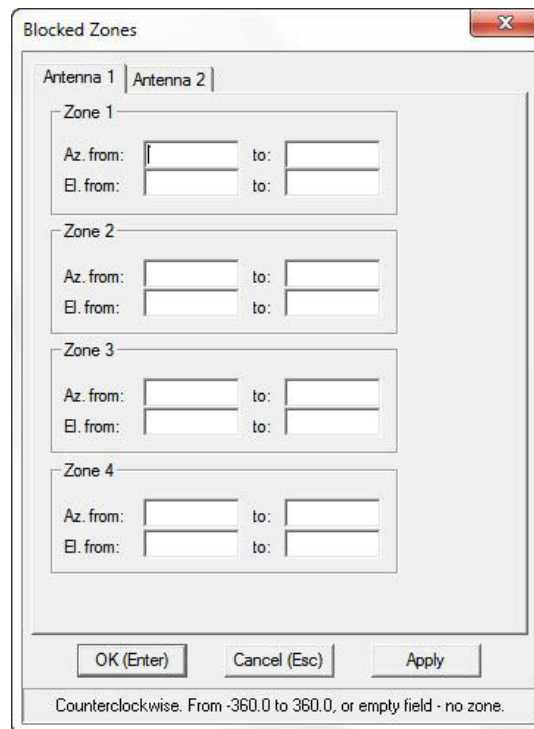 Blocked Zones
Antenna 1 Antenna 2
Zone 1
Az. from: to:
El. from: to:
Zone 2
Az. from: to:
El. from: to:
Zone 3
Az. from: to:
El. from: to:
Zone 4
Az. from: to:
El. from: to:
OK (Enter) Cancel (Esc) Apply
Counterclockwise. From -360.0 to 360.0, or empty field - no zone.